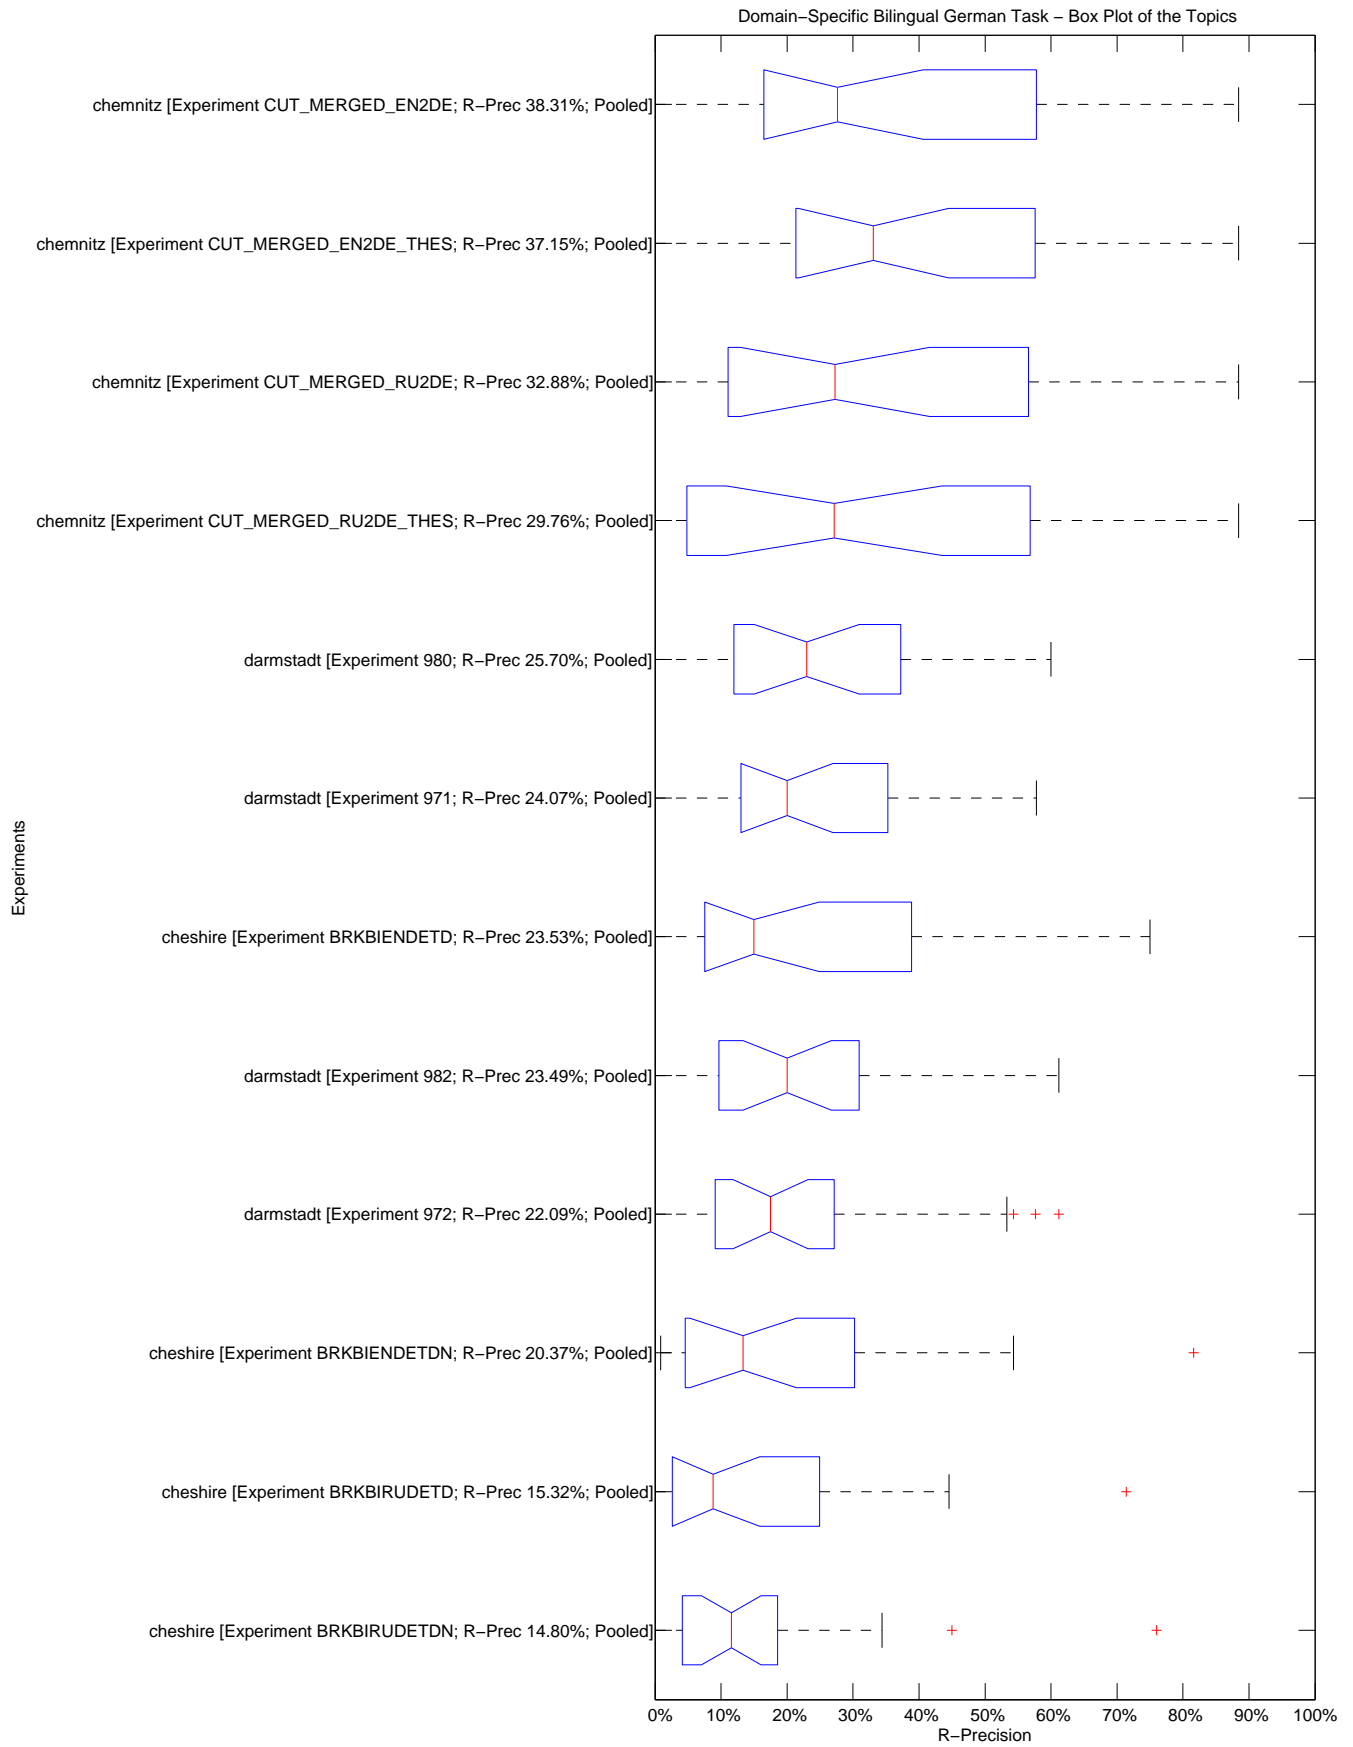 Domain−Specific Bilingual German Task − Box Plot of the Topics
chemnitz [Experiment CUT_MERGED_EN2DE; R−Prec 38.31%; Pooled]
chemnitz [Experiment CUT_MERGED_EN2DE_THES; R−Prec 37.15%; Pooled]
chemnitz [Experiment CUT_MERGED_RU2DE; R−Prec 32.88%; Pooled]
chemnitz [Experiment CUT_MERGED_RU2DE_THES; R−Prec 29.76%; Pooled]
darmstadt [Experiment 980; R−Prec 25.70%; Pooled]
darmstadt [Experiment 971; R−Prec 24.07%; Pooled]
Experiments
cheshire [Experiment BRKBIENDETD; R−Prec 23.53%; Pooled]
darmstadt [Experiment 982; R−Prec 23.49%; Pooled]
darmstadt [Experiment 972; R−Prec 22.09%; Pooled]
cheshire [Experiment BRKBIENDETDN; R−Prec 20.37%; Pooled]
cheshire [Experiment BRKBIRUDETD; R−Prec 15.32%; Pooled]
cheshire [Experiment BRKBIRUDETDN; R−Prec 14.80%; Pooled]
0% 10% 20% 30% 40% 50% 60% 70% 80% 90% 100%
R−Precision